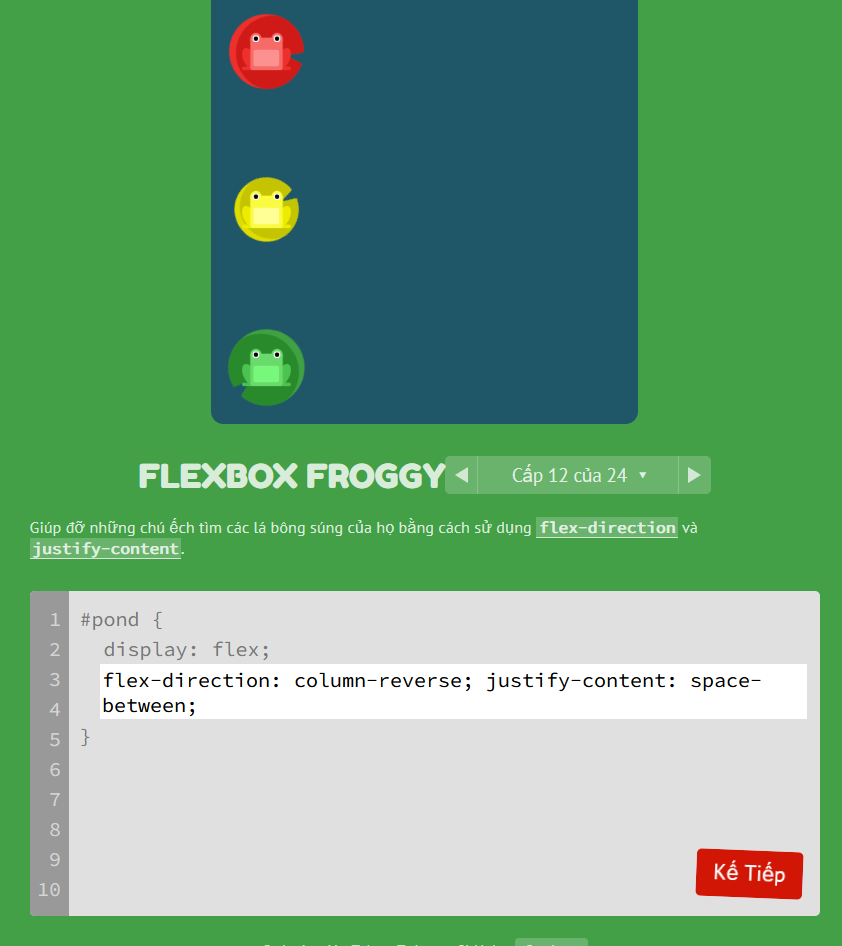 FLEXBOX FROGGY
Cấp 12 của 24
Giúp đỡ những chú ếch tìm các lá bông súng của họ bằng cách sử dụng flex-direction và
justify-content.
1 #pond {
2 display: flex;
3 flex-direction: column-reverse; justify-content: space-
4 between;
5 }
6
7
8
9
10
Kế Tiếp